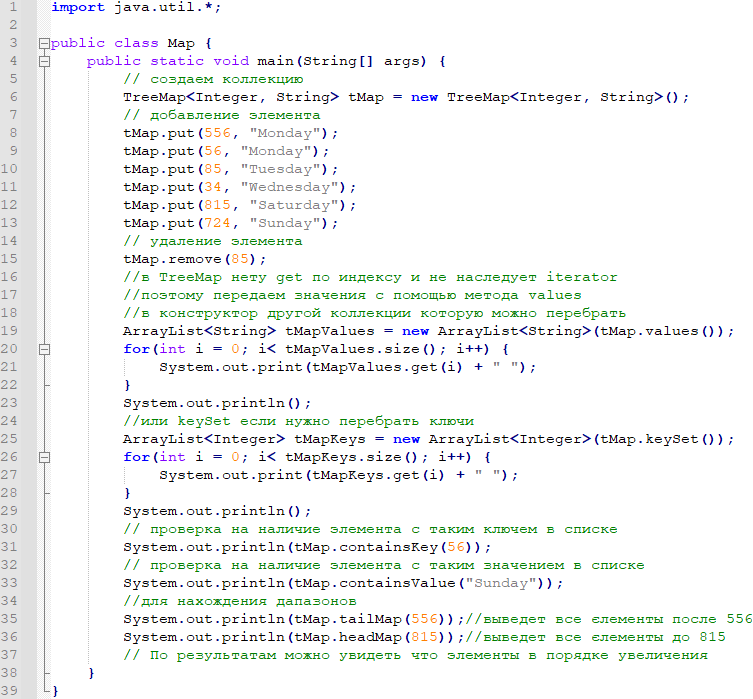 1 import java.util.*;
2
3 public class Map {
4 public static void main(String[] args) {
5 // создаем коллекцию
6 TreeMap<Integer, String> tMap = new TreeMap<Integer, String>();
7 // добавление элемента
8 tMap.put(556, "Monday");
9 tMap.put(56, "Monday");
10 tMap.put(85, "Tuesday");
11 tMap.put(34, "Wednesday");
12 tMap.put(815, "Saturday");
13 tMap.put(724, "Sunday");
14 // удаление элемента
15 tMap.remove(85);
16 //в TreeMap нету get по индексу и не наследует iterator
17 //поэтому передаем значения с помощью метода values
18 //в конструктор другой коллекции которую можно перебрать
19 ArrayList<String> tMapValues = new ArrayList<String>(tMap.values());
20 for(int i = 0; i< tMapValues.size(); i++) {
21 System.out.print(tMapValues.get(i) + " ");
22 }
23 System.out.println();
24 //или keySet если нужно перебрать ключи
25 ArrayList<Integer> tMapKeys = new ArrayList<Integer>(tMap.keySet());
26 for(int i = 0; i< tMapKeys.size(); i++) {
27 System.out.print(tMapKeys.get(i) + " ");
28 }
29 System.out.println();
30 // проверка на наличие элемента с таким ключем в списке
31 System.out.println(tMap.containsKey(56));
32 // проверка на наличие элемента с таким значением в списке
33 System.out.println(tMap.containsValue("Sunday"));
34 //для нахождения дапазонов
35 System.out.println(tMap.tailMap(556));//выведет все єлементы после 556
36 System.out.println(tMap.headMap(815));//выведет все єлементы до 815
37 // По результатам можно увидеть что элементы в порядке увеличения
38 }
39 }